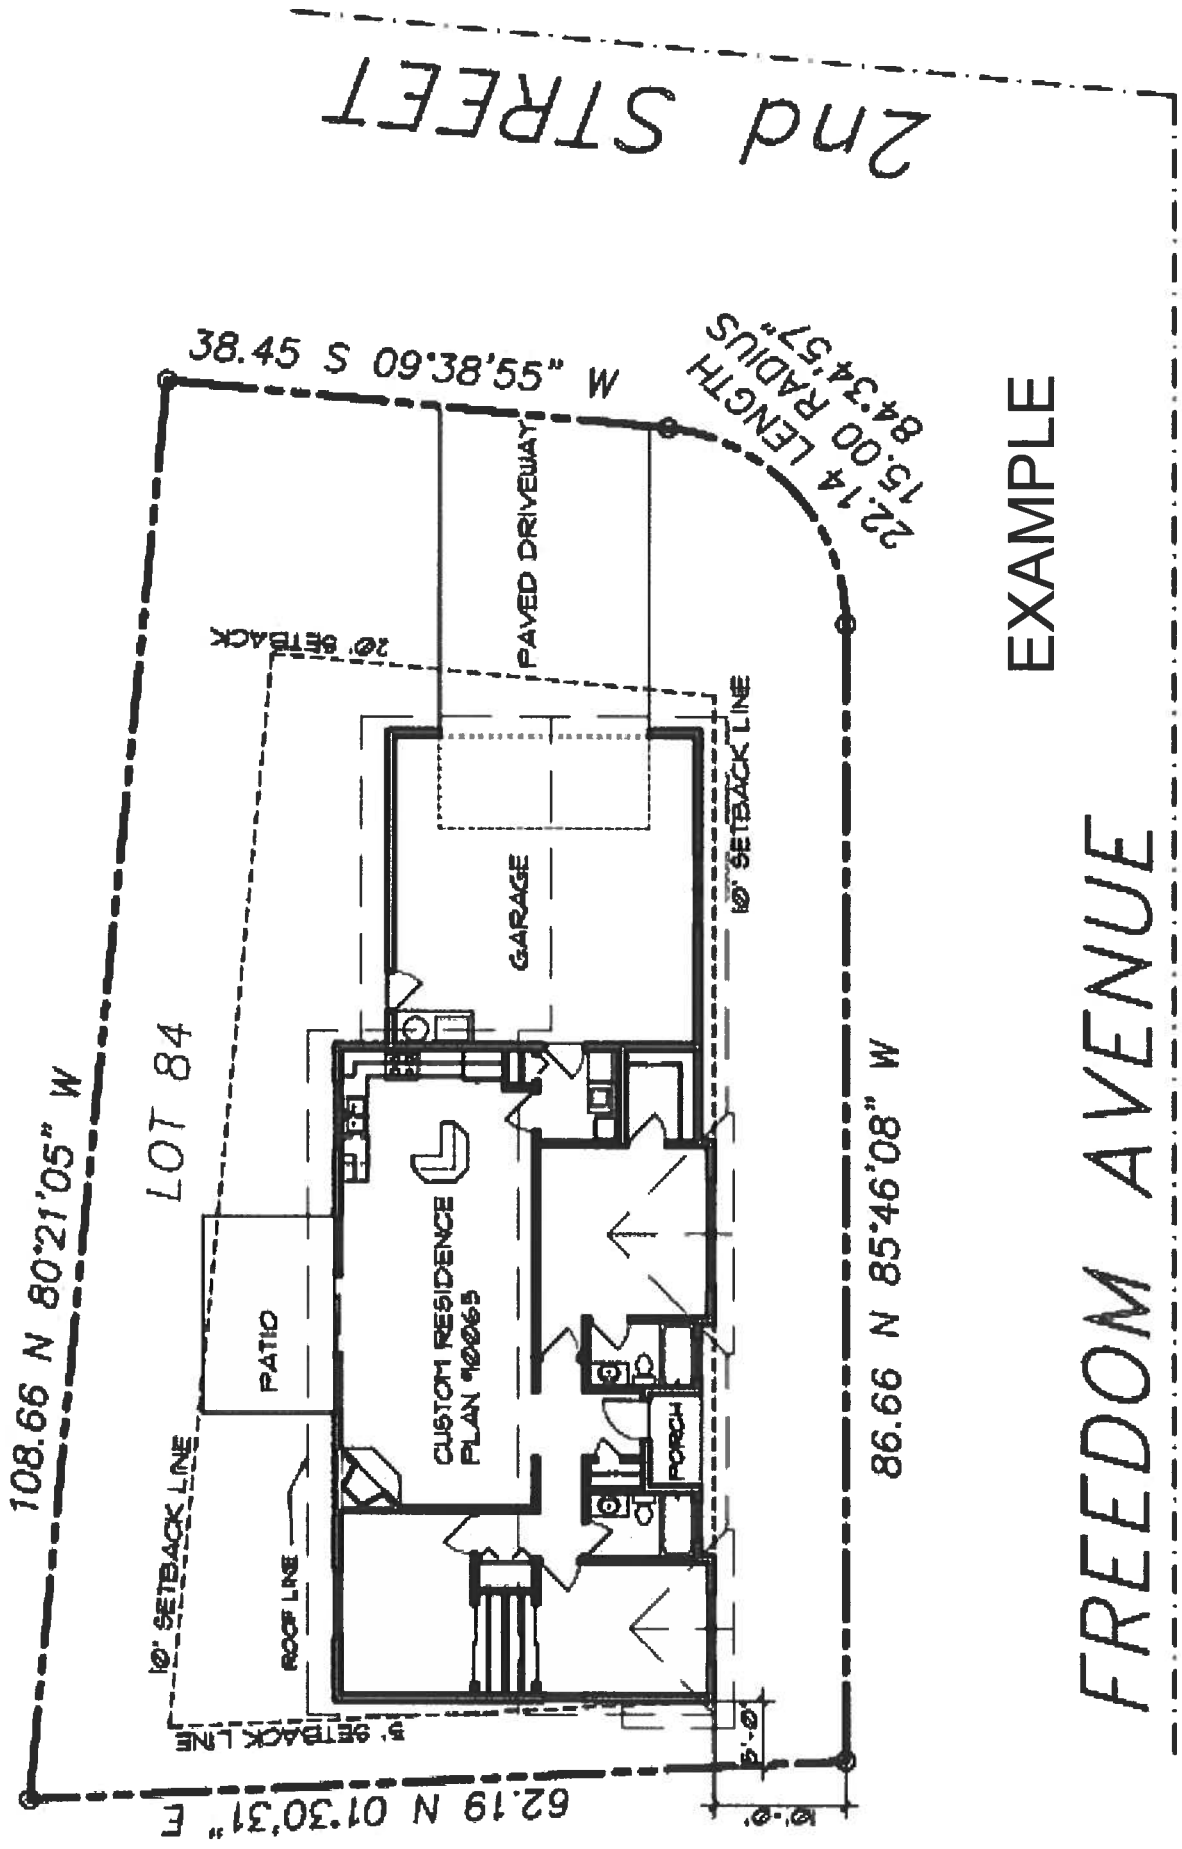 2nd STREET
38.45 S 09°38'55" W
22.14 LENGTH
15.00 RADIUS
84°34'57"
PAVED DRIVEWAY
20' SETBACK
10' SETBACK LINE
EXAMPLE
GARAGE
LOT 84
108.66 N 80°21'05" W
PATIO
CUSTOM RESIDENCE
PLAN #90065
PORCH
10' SETBACK LINE
ROOF LINE
5' SETBACK LINE
62.19 N 01°30'31" E
5'-0"
10'-0"
86.66 N 85°46'08" W
FREEDOM AVENUE